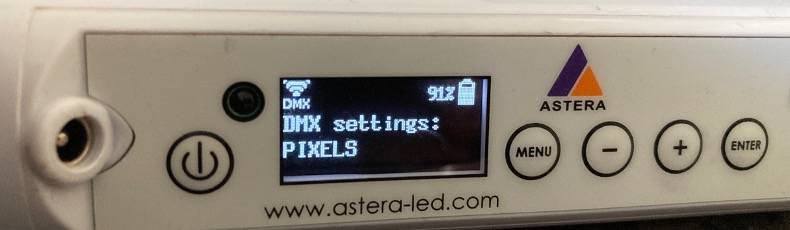 DMX
91%
DMX settings:
PIXELS
ASTERA
MENU
-
+
ENTER
www.astera-led.com